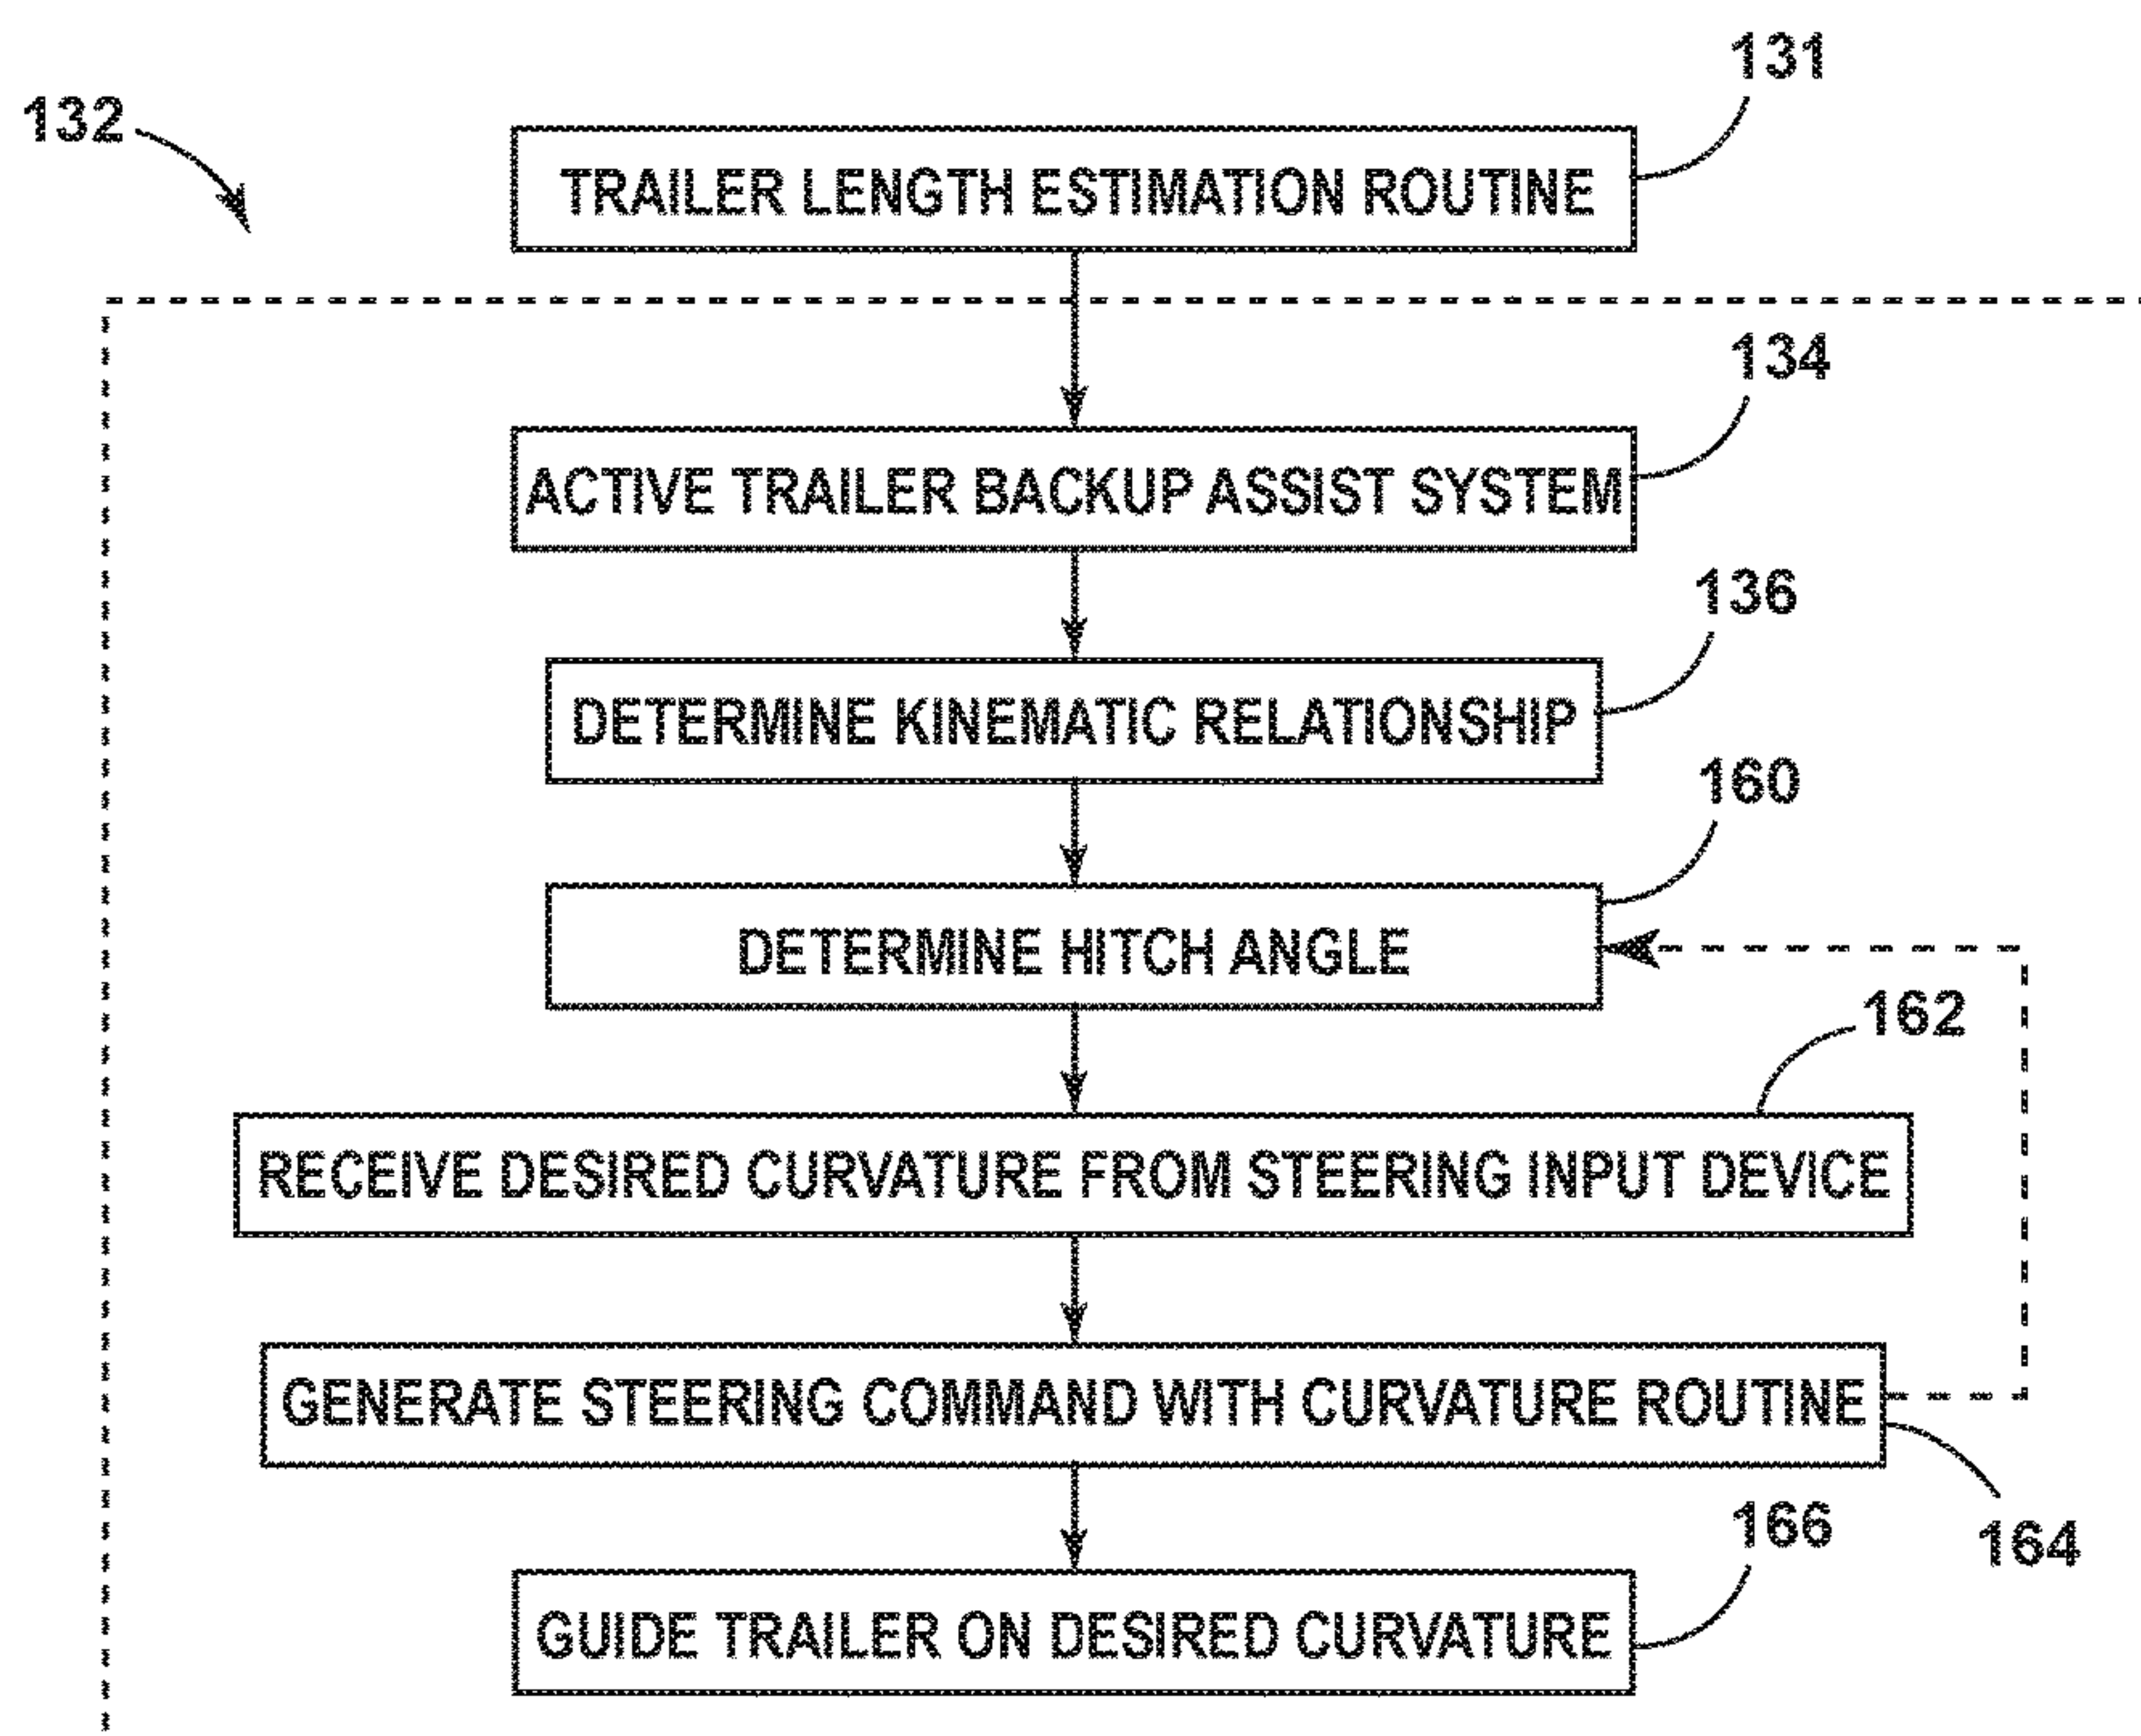 131
132
TRAILER LENGTH ESTIMATION ROUTINE
134
ACTIVE TRAILER BACKUP ASSIST SYSTEM
136
DETERMINE KINEMATIC RELATIONSHIP
160
DETERMINE HITCH ANGLE
162
RECEIVE DESIRED CURVATURE FROM STEERING INPUT DEVICE
GENERATE STEERING COMMAND WITH CURVATURE ROUTINE
166
164
GUIDE TRAILER ON DESIRED CURVATURE